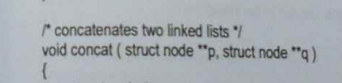 /* concatenates two linked lists */
void concat ( struct node **p, struct node **q )
{